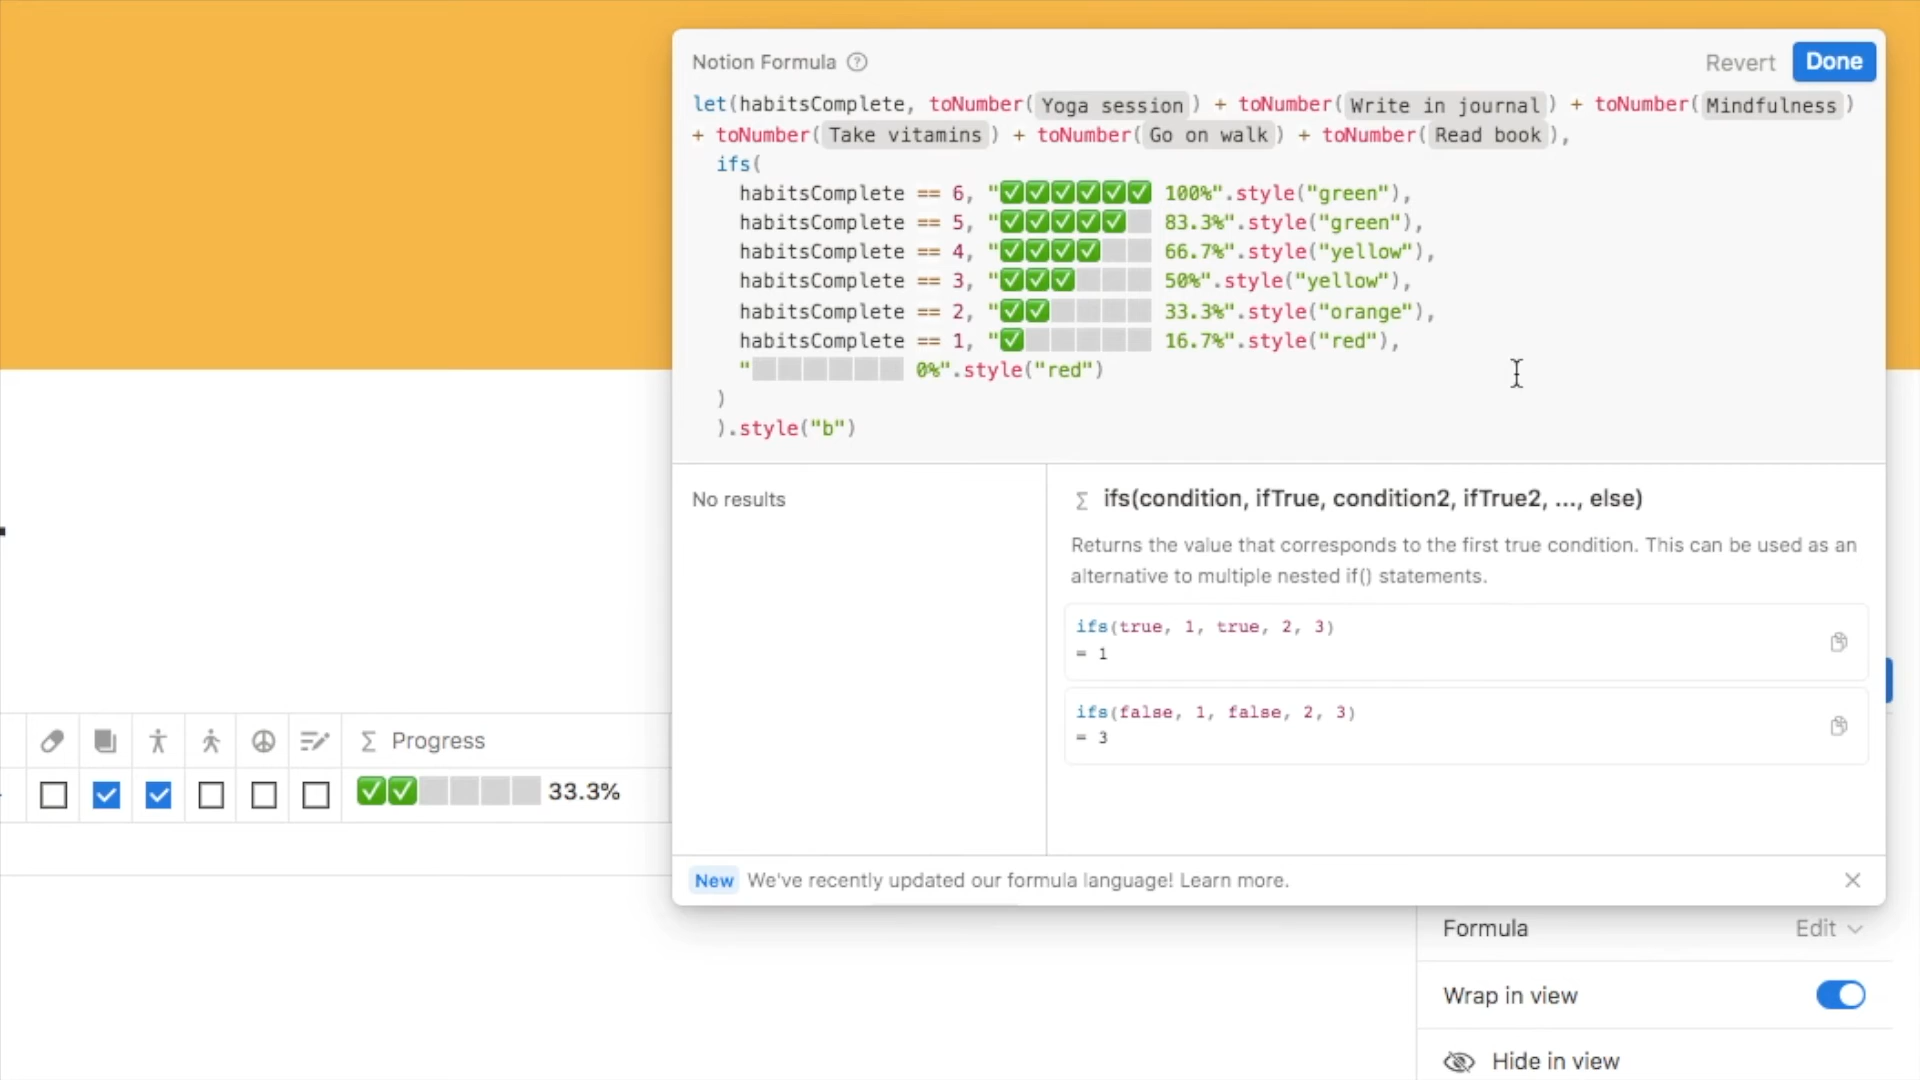 Notion Formula ?
Revert Done
let(habitsComplete, toNumber( Yoga session ) + toNumber( Write in journal ) + toNumber( Mindfulness )
+ toNumber( Take vitamins ) + toNumber( Go on walk ) + toNumber( Read book ),
ifs(
habitsComplete == 6, "✅✅✅✅✅✅ 100%".style("green"),
habitsComplete == 5, "✅✅✅✅✅⬜ 83.3%".style("green"),
habitsComplete == 4, "✅✅✅✅⬜⬜ 66.7%".style("yellow"),
habitsComplete == 3, "✅✅✅⬜⬜⬜ 50%".style("yellow"),
habitsComplete == 2, "✅✅⬜⬜⬜⬜ 33.3%".style("orange"),
habitsComplete == 1, "✅⬜⬜⬜⬜⬜ 16.7%".style("red"),
"⬜⬜⬜⬜⬜⬜ 0%".style("red")
)
).style("b")
No results
Σ ifs(condition, ifTrue, condition2, ifTrue2, ..., else)
Returns the value that corresponds to the first true condition. This can be used as an
alternative to multiple nested if() statements.
ifs(true, 1, true, 2, 3)
= 1
ifs(false, 1, false, 2, 3)
= 3
Σ Progress
✅✅⬜⬜⬜⬜ 33.3%
New We've recently updated our formula language! Learn more.
Formula Edit
Wrap in view
Hide in view